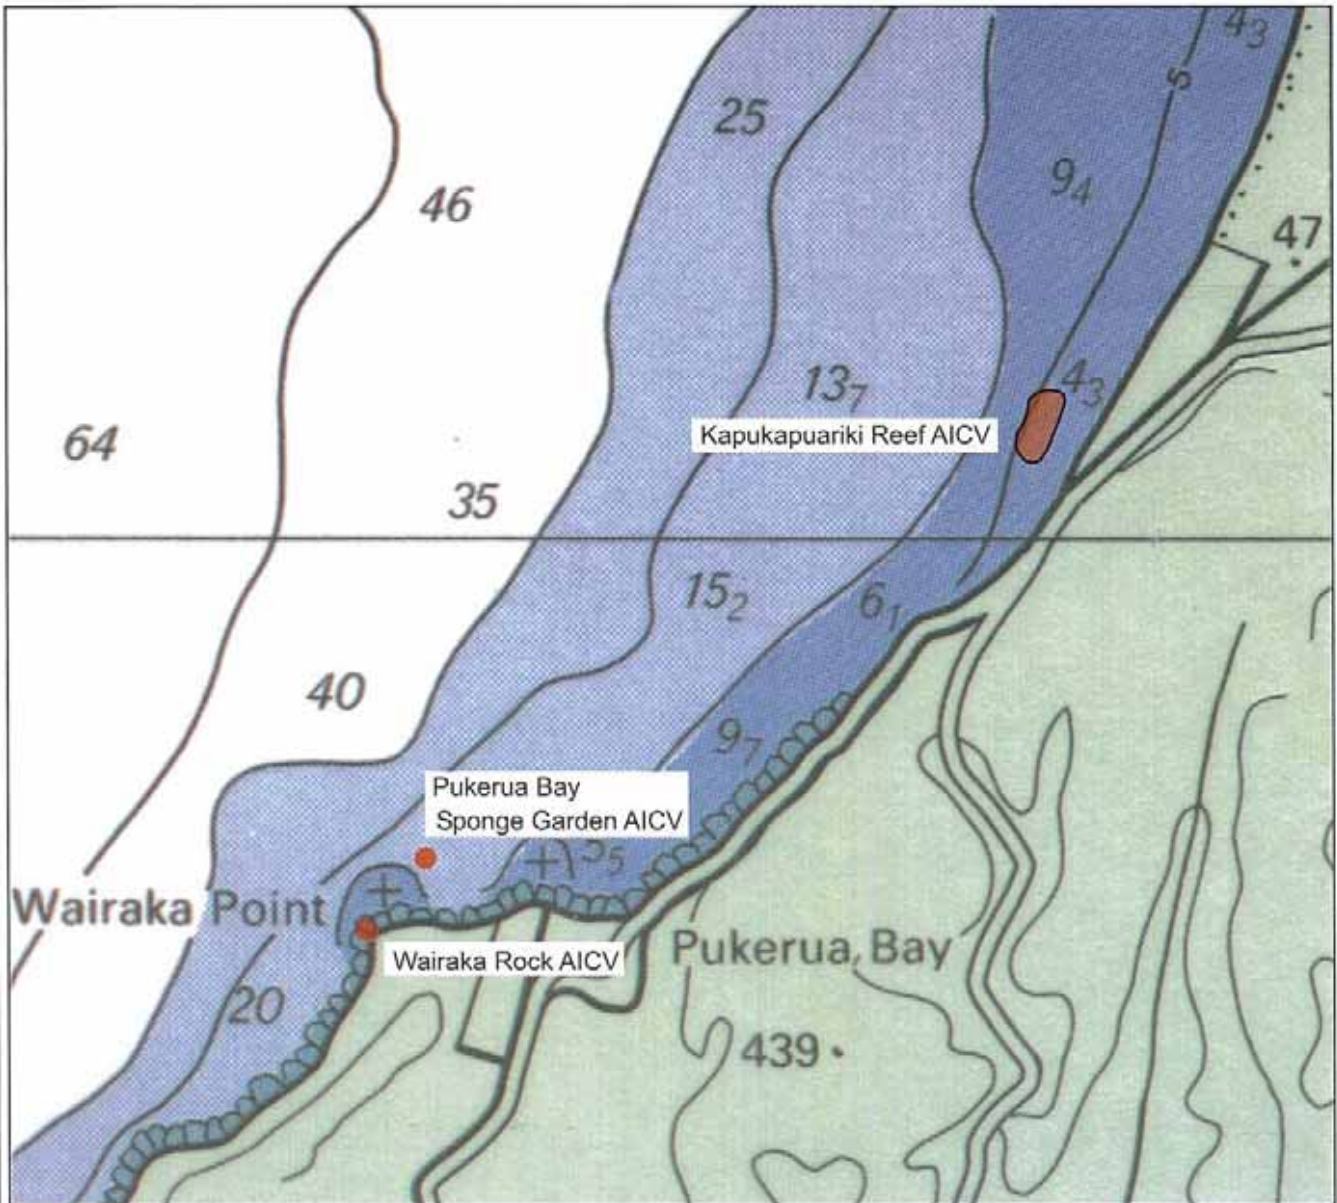 4₃
5
25
9₄
46
47
13₇
4₃
Kapukapuariki Reef AICV
64
35
15₂
6₁
40
9₇
Pukerua Bay
Sponge Garden AICV
5₅
Wairaka Point
Wairaka Rock AICV
Pukerua Bay
20
439